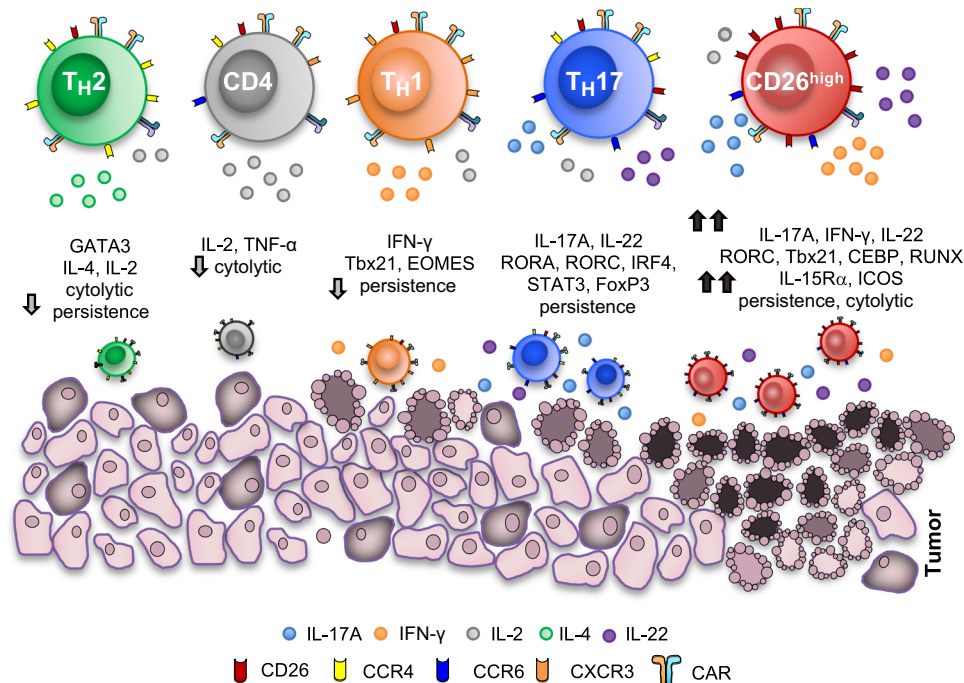 TH2
CD4
TH1
TH17
CD26high
GATA3
IL-4, IL-2
cytolytic
persistence
IL-2, TNF-α
cytolytic
IFN-γ
Tbx21, EOMES
persistence
IL-17A, IL-22
RORA, RORC, IRF4,
STAT3, FoxP3
persistence
IL-17A, IFN-γ, IL-22
RORC, Tbx21, CEBP, RUNX
IL-15Rα, ICOS
persistence, cytolytic
Tumor
IL-17A IFN-γ IL-2 IL-4 IL-22
CD26 CCR4 CCR6 CXCR3 CAR